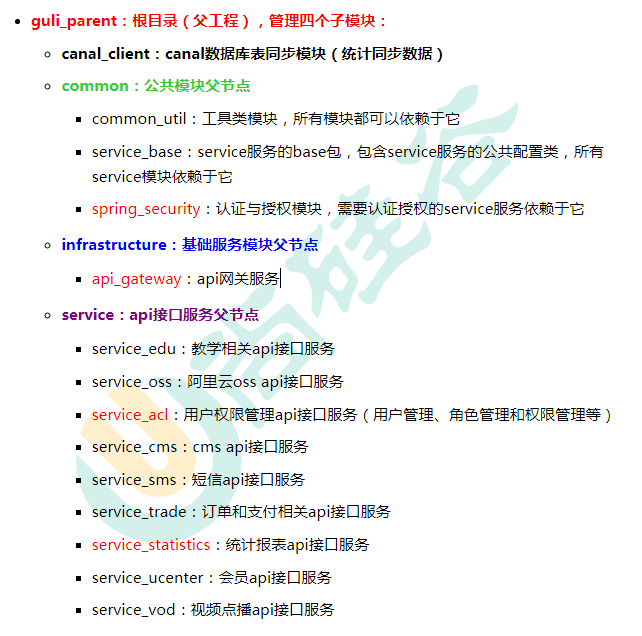 guli_parent：根目录（父工程），管理四个子模块：
canal_client：canal数据库表同步模块（统计同步数据）
common：公共模块父节点
common_util：工具类模块，所有模块都可以依赖于它
service_base：service服务的base包，包含service服务的公共配置类，所有
service模块依赖于它
spring_security：认证与授权模块，需要认证授权的service服务依赖于它
infrastructure：基础服务模块父节点
api_gateway：api网关服务
service：api接口服务父节点
service_edu：教学相关api接口服务
service_oss：阿里云oss api接口服务
service_acl：用户权限管理api接口服务（用户管理、角色管理和权限管理等）
service_cms：cms api接口服务
service_sms：短信api接口服务
service_trade：订单和支付相关api接口服务
service_statistics：统计报表api接口服务
service_ucenter：会员api接口服务
service_vod：视频点播api接口服务
尚硅谷